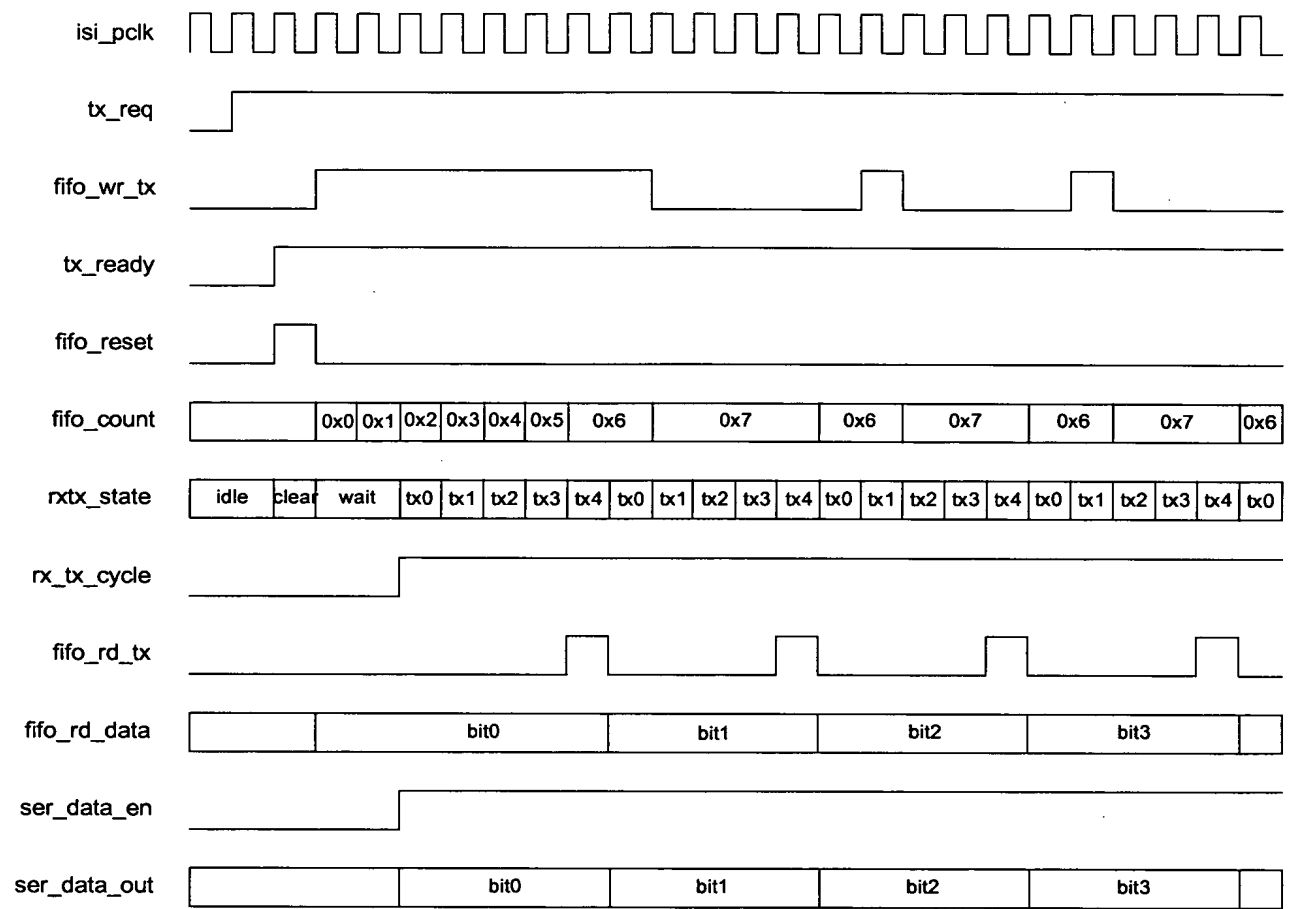 isi_pclk
tx_req
fifo_wr_tx
tx_ready
fifo_reset
fifo_count 0x0 0x1 0x2 0x3 0x4 0x5 0x6 0x7 0x6 0x7 0x6 0x7 0x6
rxtx_state idle clear wait tx0 tx1 tx2 tx3 tx4 tx0 tx1 tx2 tx3 tx4 tx0 tx1 tx2 tx3 tx4 tx0 tx1 tx2 tx3 tx4 tx0
rx_tx_cycle
fifo_rd_tx
fifo_rd_data bit0 bit1 bit2 bit3
ser_data_en
ser_data_out bit0 bit1 bit2 bit3